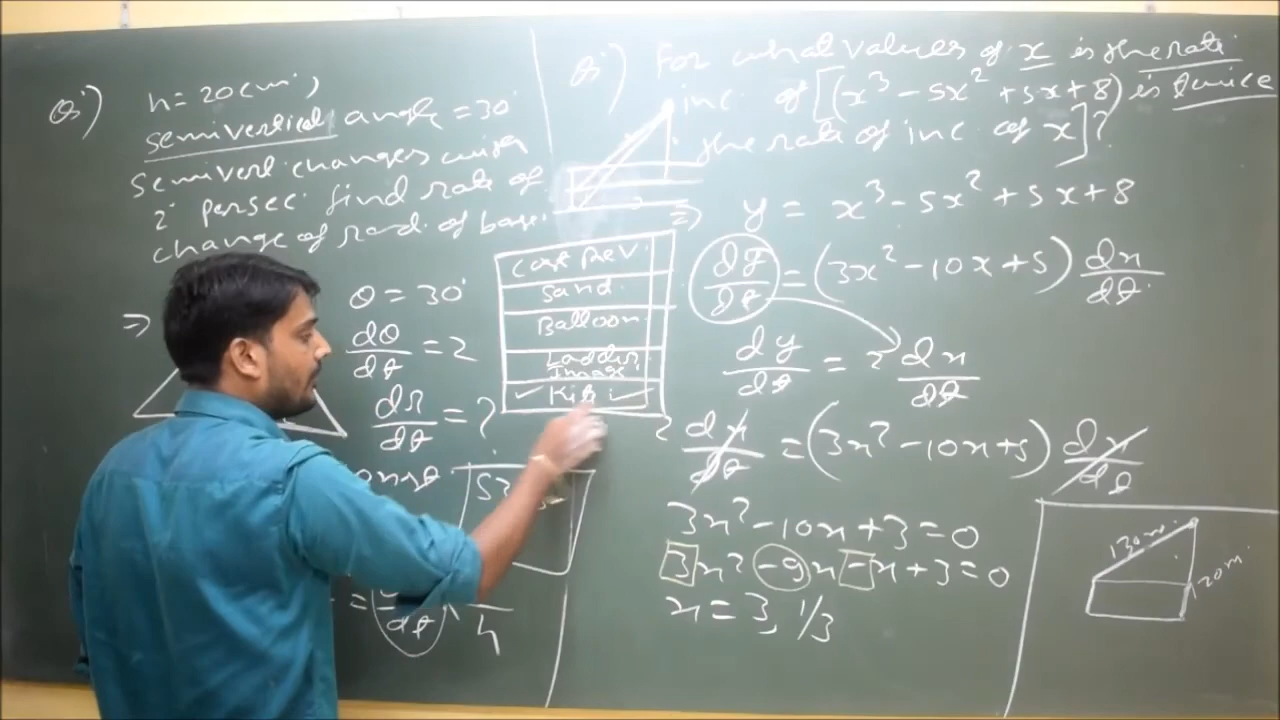 Q:) h = 20cm,
semivertical angle = 30°
semivert changes with
2° per sec. find rate of
change of rad. of base.
=> θ = 30°
dθ/dt = 2
dr/dt = ?
Cost Rev.
Sand.
Balloon.
Ladder.
Image.
✓ Kite ✓
Q:) For what values of x is the rate
inc. of [(x³ - 5x² + 5x + 8) is twice
the rate of inc of x]?
=> y = x³ - 5x² + 5x + 8
dy/dt = (3x² - 10x + 5) dx/dt
dy/dt = 2 dx/dt
2 dx/dt = (3x² - 10x + 5) dx/dt
3x² - 10x + 3 = 0
3x² - 9x - x + 3 = 0
x = 3, 1/3
130m.
120m.